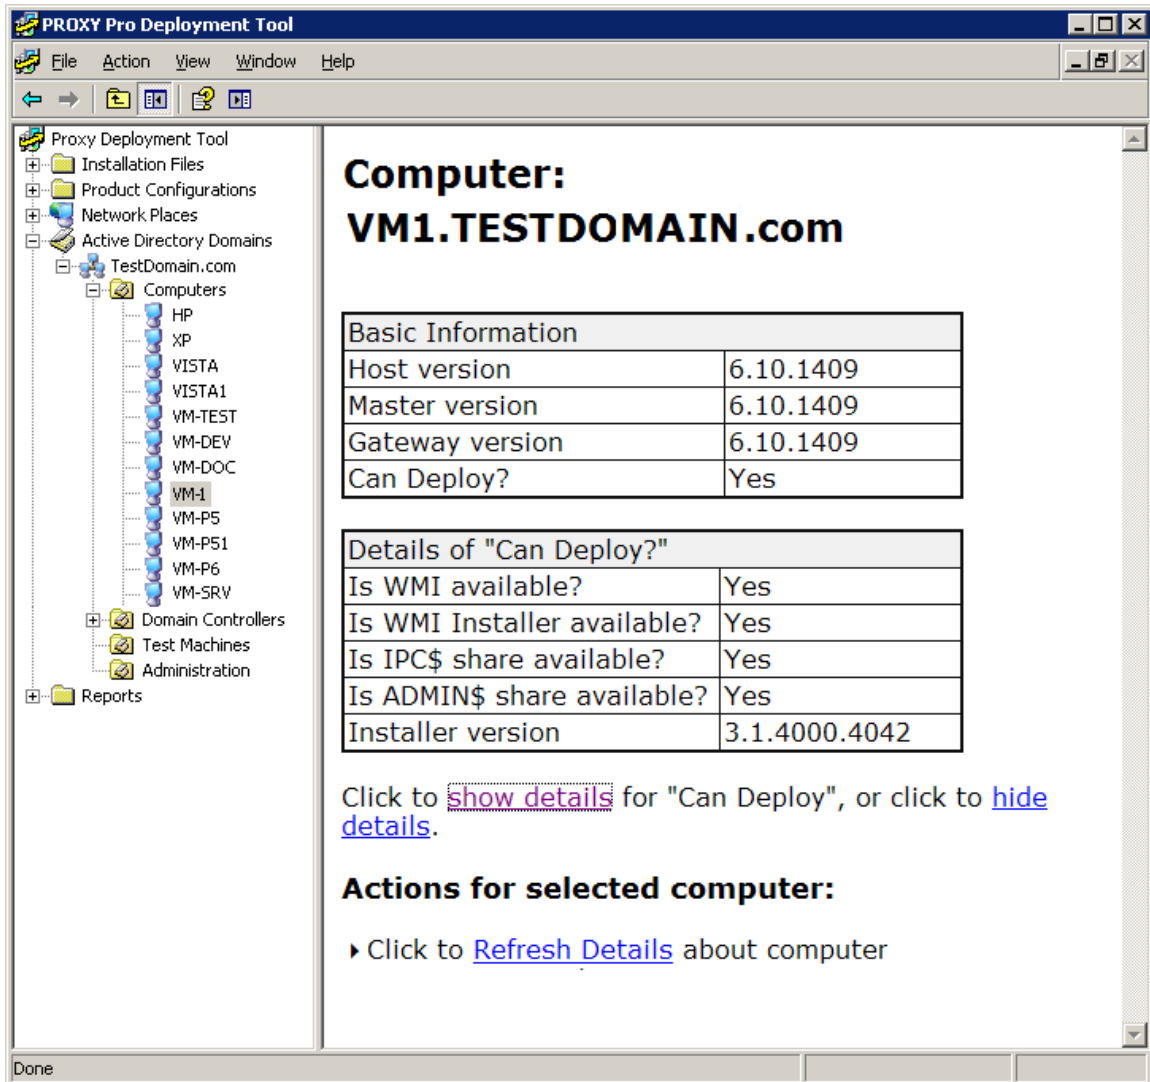 PROXY Pro Deployment Tool
File Action View Window Help
Proxy Deployment Tool
Installation Files
Product Configurations
Network Places
Active Directory Domains
TestDomain.com
Computers
HP
XP
VISTA
VISTA1
VM-TEST
VM-DEV
VM-DOC
VM-1
VM-P5
VM-P51
VM-P6
VM-SRV
Domain Controllers
Test Machines
Administration
Reports
Computer:
VM1.TESTDOMAIN.com
Basic Information
Host version 6.10.1409
Master version 6.10.1409
Gateway version 6.10.1409
Can Deploy? Yes
Details of "Can Deploy?"
Is WMI available? Yes
Is WMI Installer available? Yes
Is IPC$ share available? Yes
Is ADMIN$ share available? Yes
Installer version 3.1.4000.4042
Click to show details for "Can Deploy", or click to hide
details.
Actions for selected computer:
Click to Refresh Details about computer
Done